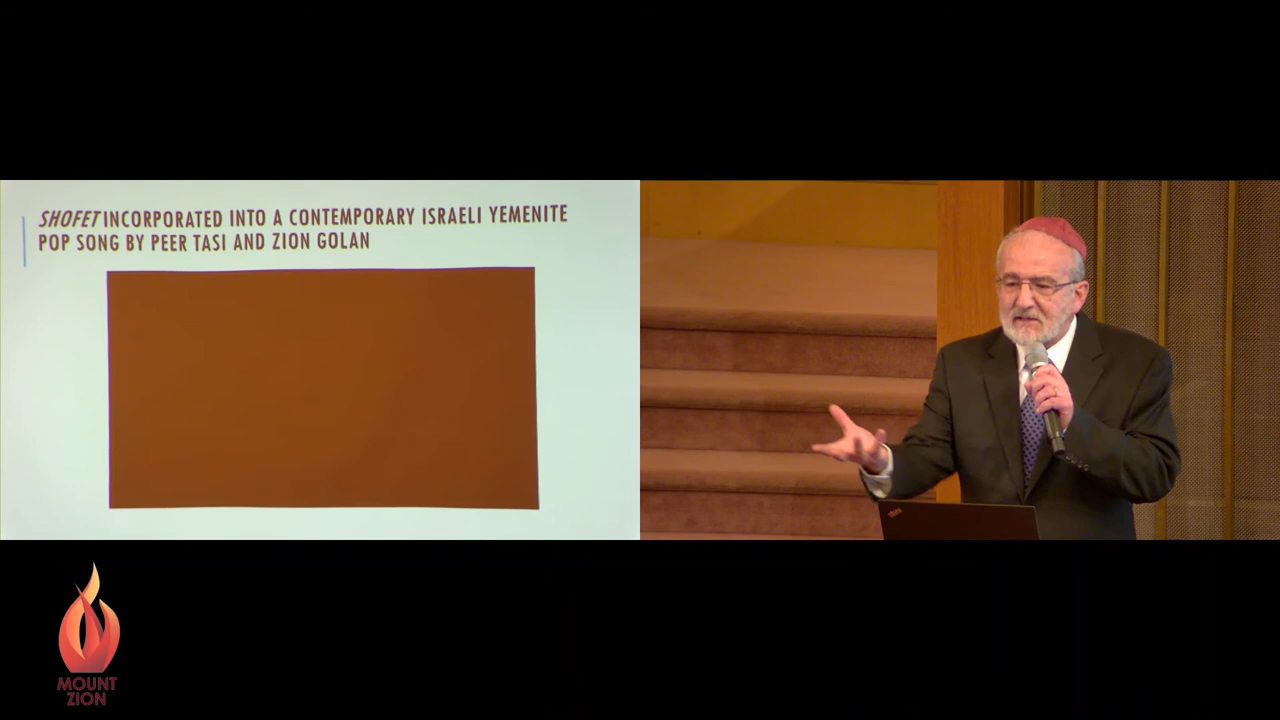 SHOFET INCORPORATED INTO A CONTEMPORARY ISRAELI YEMENITE
POP SONG BY PEER TASI AND ZION GOLAN
MOUNT
ZION